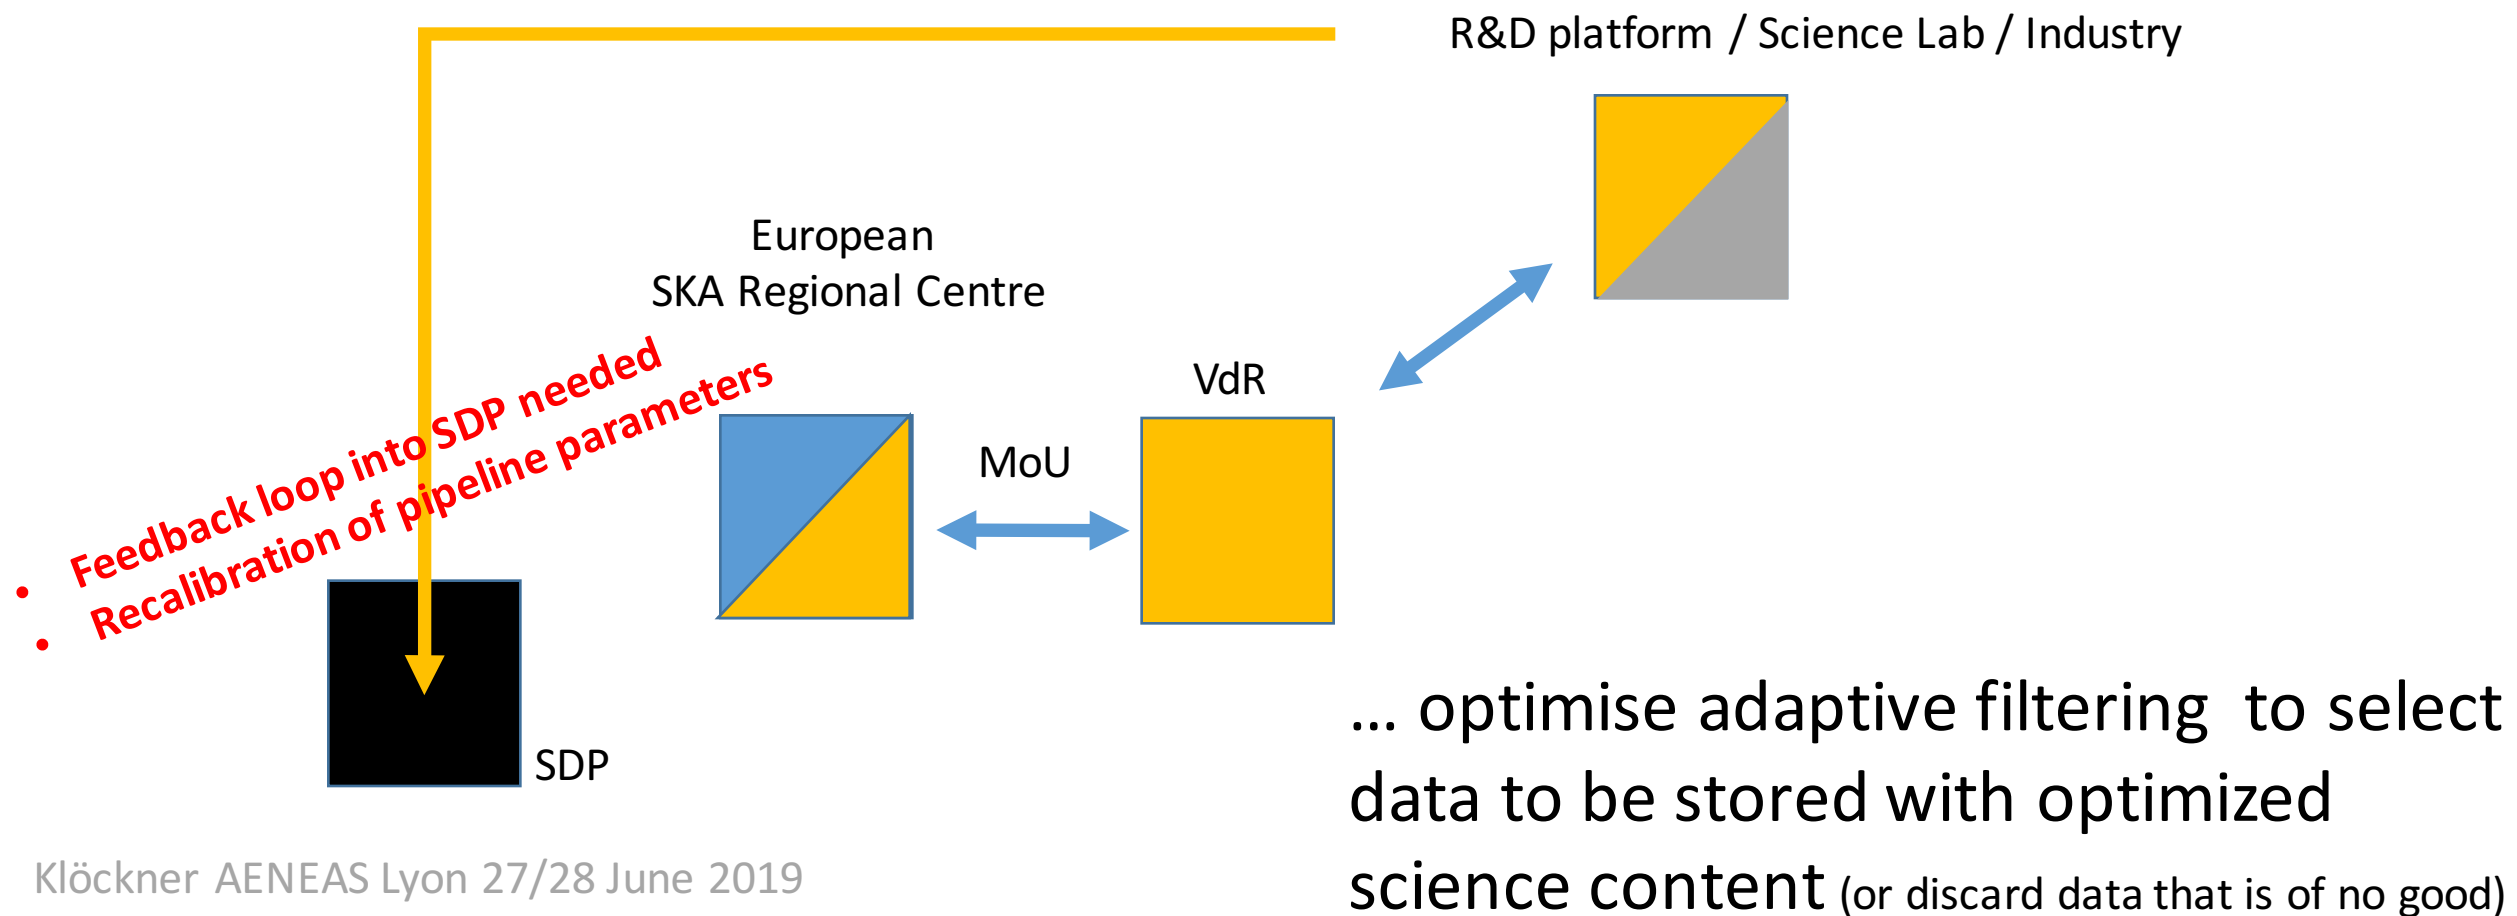 R&D platform / Science Lab / Industry
European
SKA Regional Centre
VdR
MoU
• Feedback loop into SDP needed
• Recalibration of pipeline parameters
SDP
... optimise adaptive filtering to select
data to be stored with optimized
science content (or discard data that is of no good)
Klöckner AENEAS Lyon 27/28 June 2019